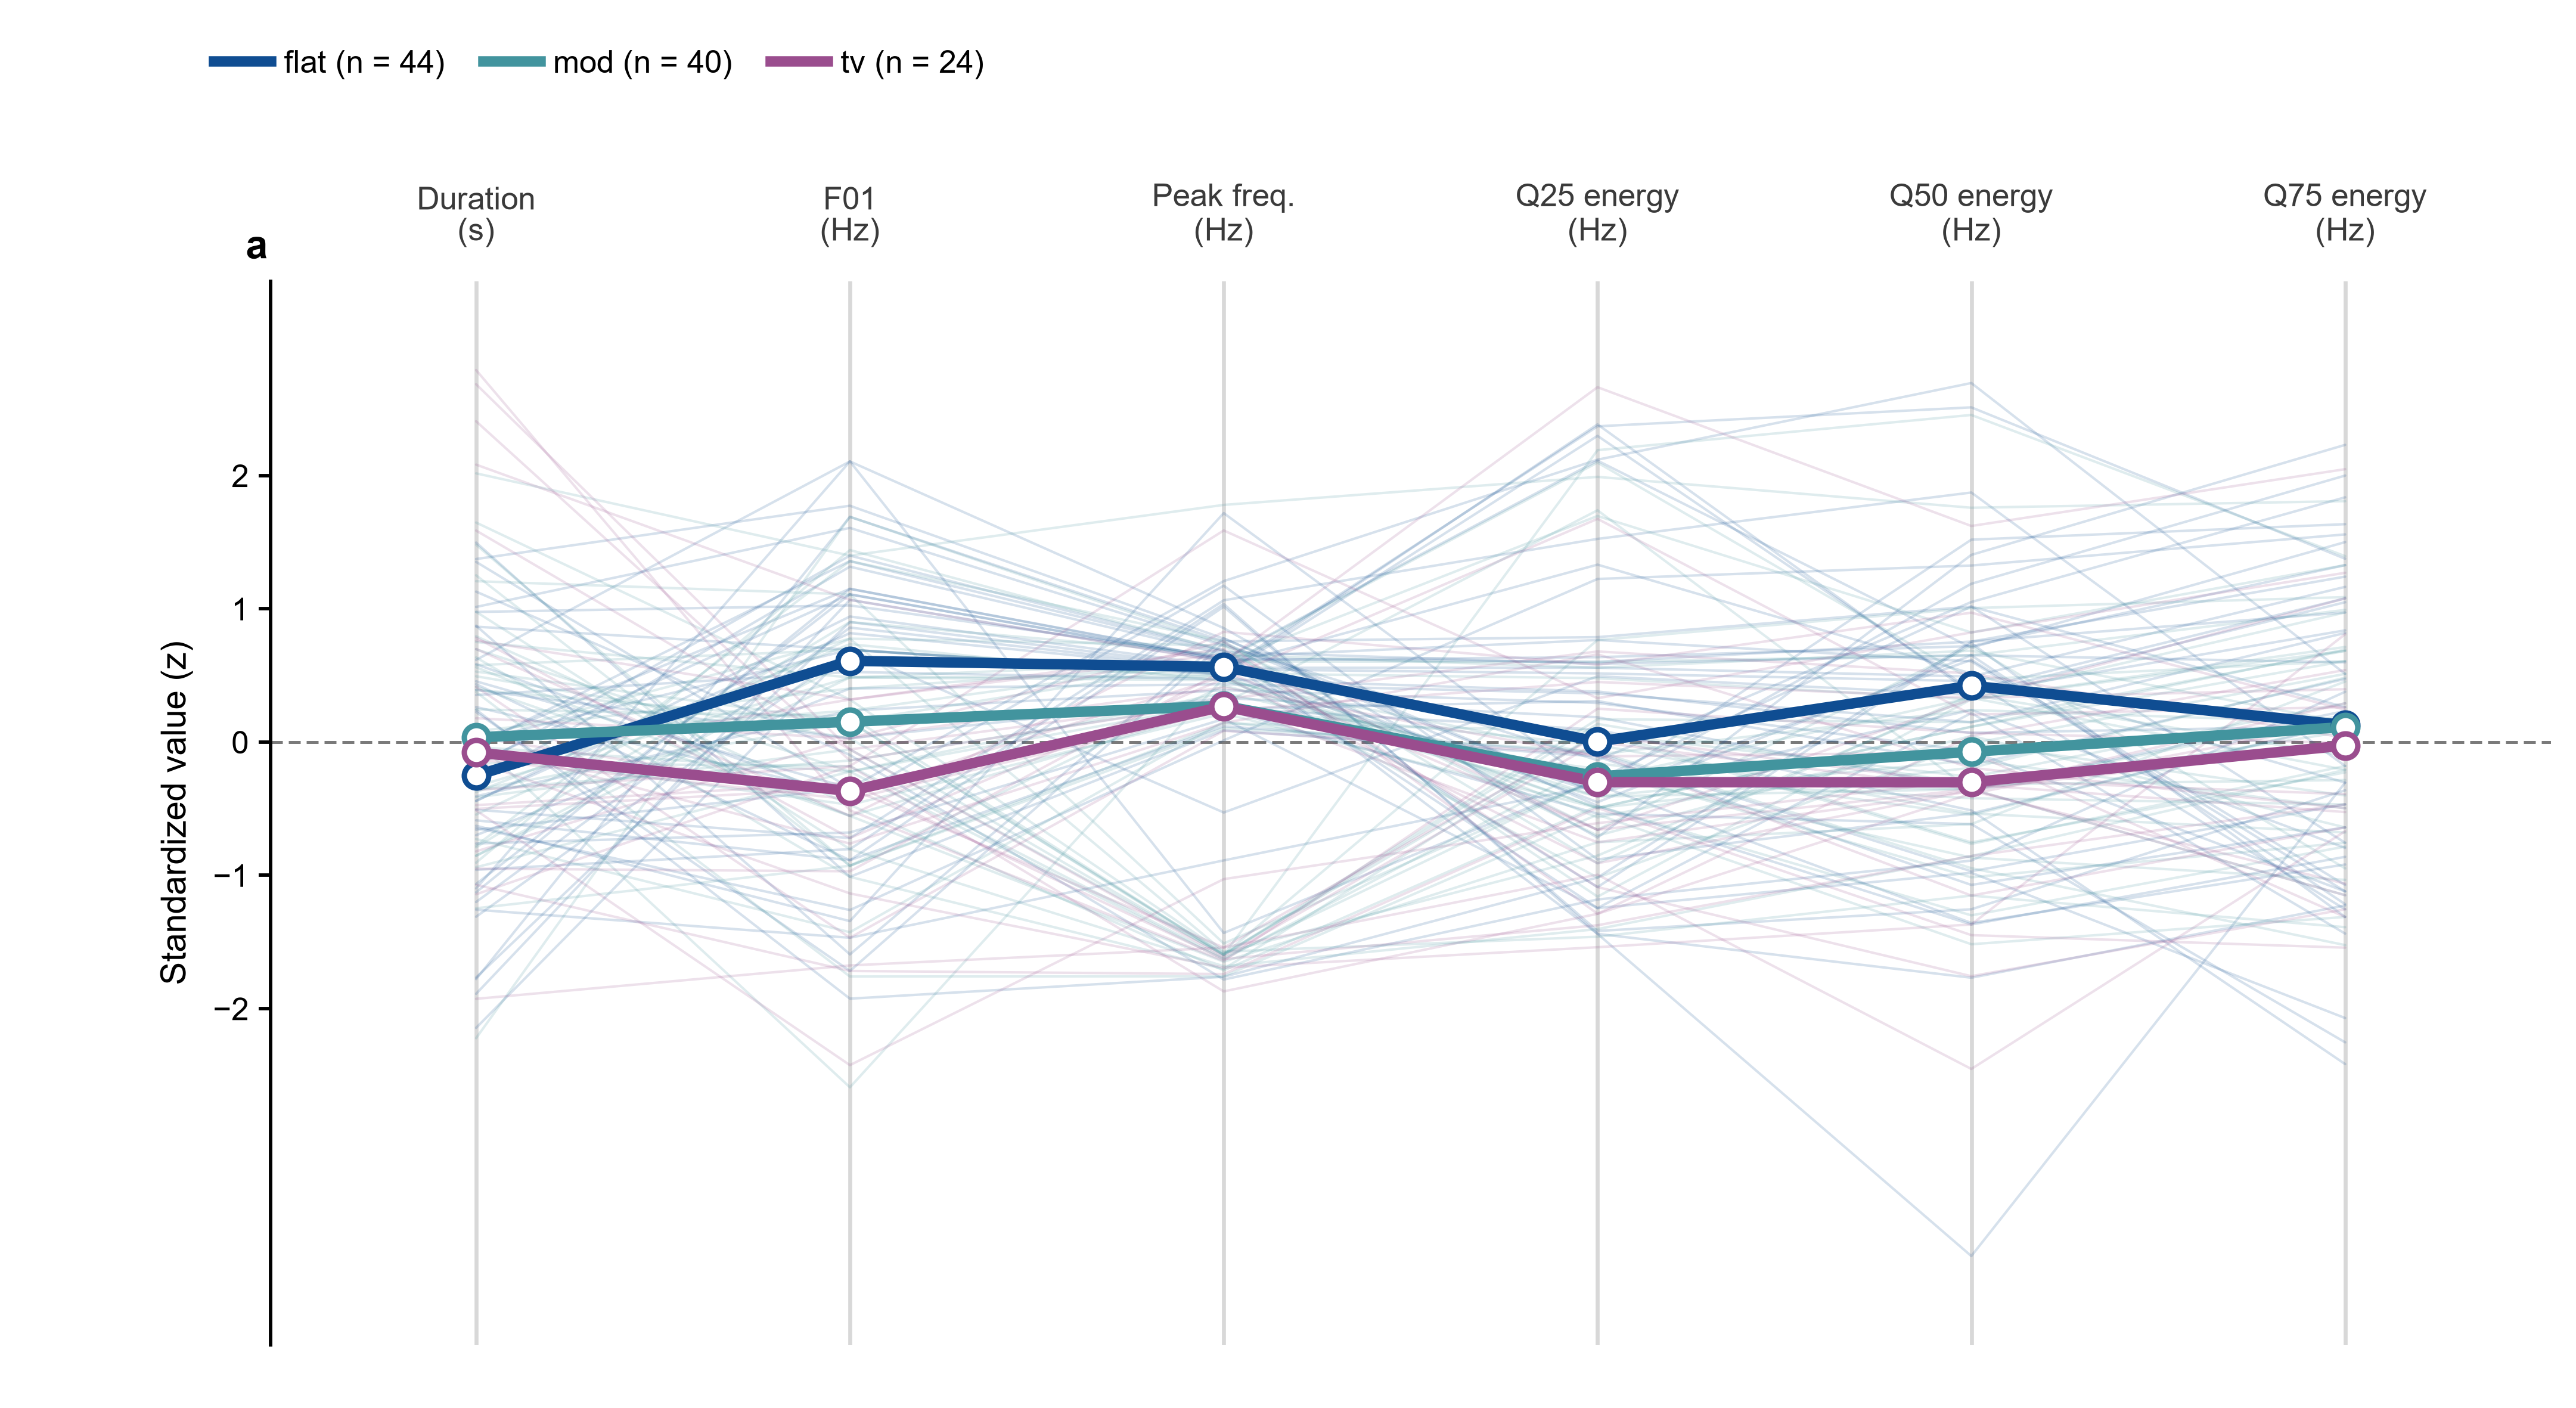 flat (n = 44) mod (n = 40) tv (n = 24)
Duration
(s)
F01
(Hz)
Peak freq.
(Hz)
Q25 energy
(Hz)
Q50 energy
(Hz)
Q75 energy
(Hz)
a
Standardized value (z)
2
1
0
−1
−2